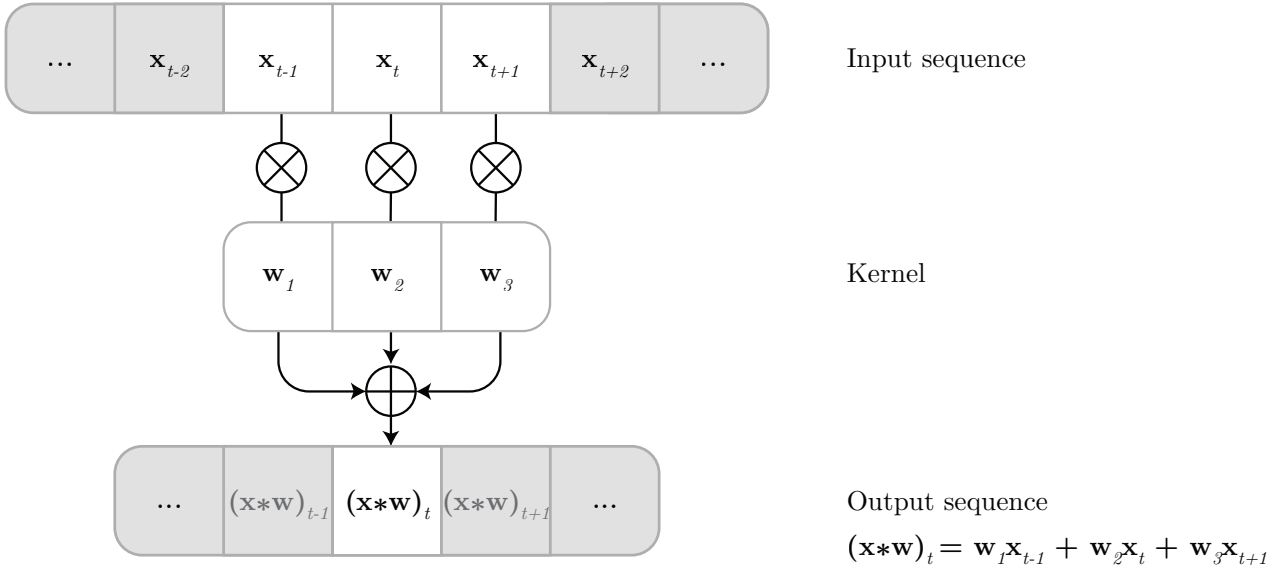 ... x_{t-2} x_{t-1} x_t x_{t+1} x_{t+2} ... Input sequence
w_1 w_2 w_3 Kernel
... (x*w)_{t-1} (x*w)_t (x*w)_{t+1} ... Output sequence
(x*w)_t = w_1x_{t-1} + w_2x_t + w_3x_{t+1}